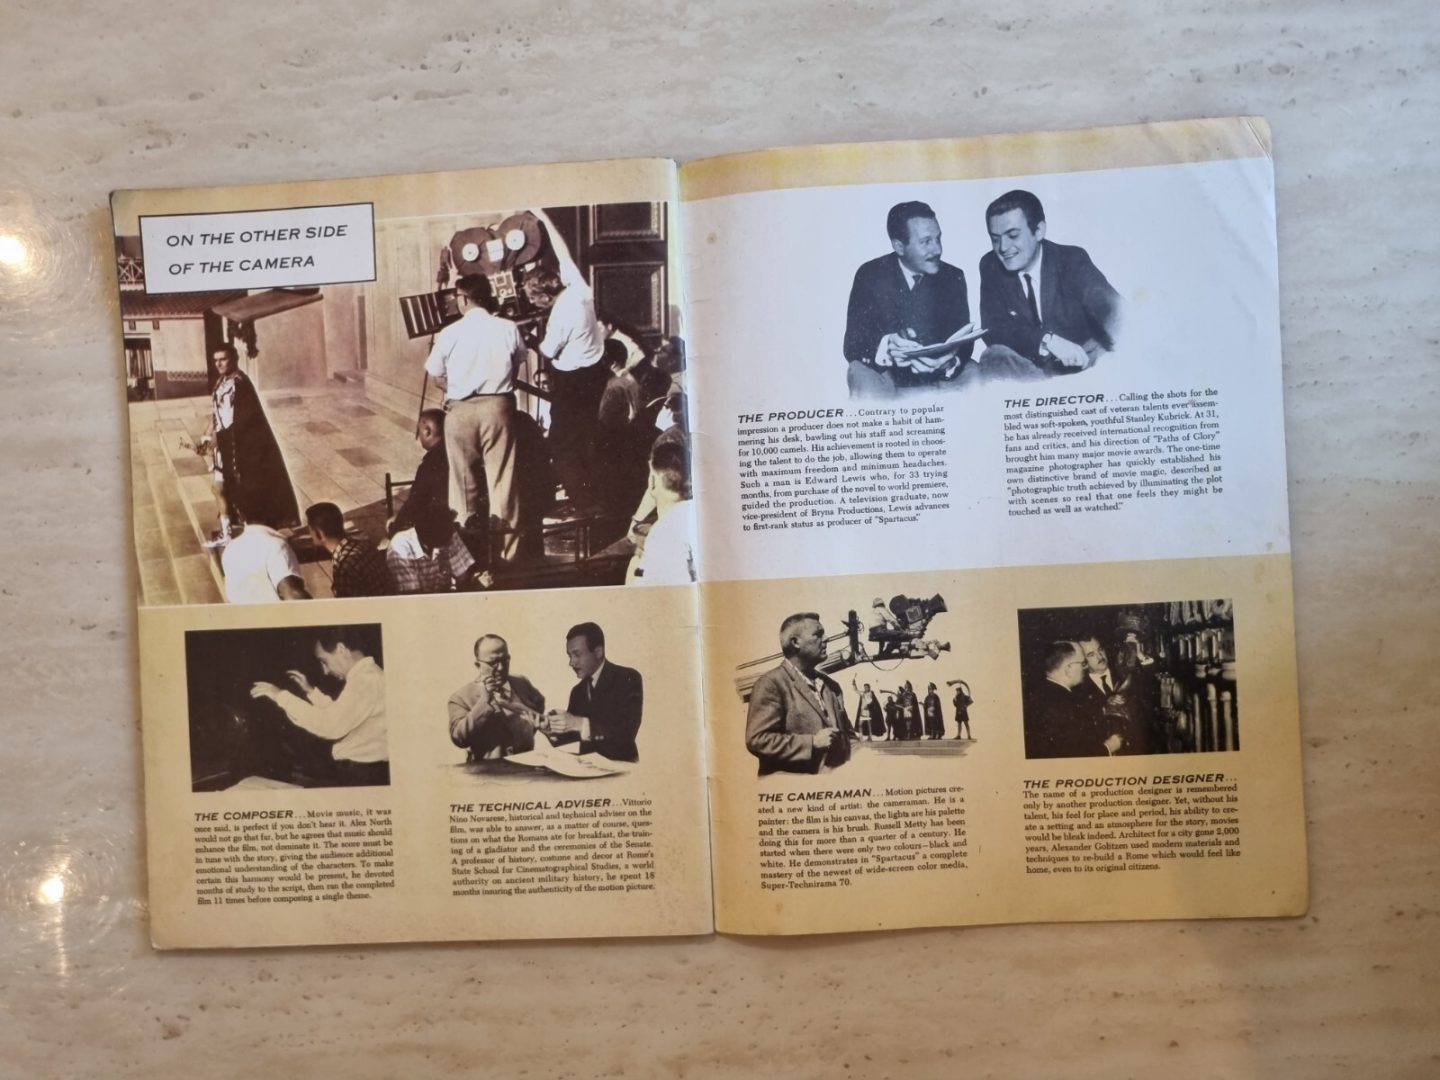 ON THE OTHER SIDE
OF THE CAMERA
THE COMPOSER...Movie music, it was
once said, is perfect if you don't hear it. Alex North
would not go that far, but he agrees that music should
enhance the film, not dominate it. The score must be
in tune with the story, giving the audience additional
emotional understanding of the characters. To make
certain this harmony would be present, he devoted
months of study to the script, then ran the completed
film 11 times before composing a single theme.
THE TECHNICAL ADVISER...Vittorio
Nino Novarese, historical and technical adviser on the
film, was able to answer, as a matter of course, ques-
tions on what the Romans ate for breakfast, the train-
ing of a gladiator and the ceremonies of the Senate.
A professor of history, costume and decor at Rome's
State School for Cinematographical Studies, a world
authority on ancient military history, he spent 18
months insuring the authenticity of the motion picture.
THE PRODUCER...Contrary to popular
impression a producer does not make a habit of ham-
mering his desk, bawling out his staff and screaming
for 10,000 camels. His achievement is rooted in choos-
ing the talent to do the job, allowing them to operate
with maximum freedom and minimum headaches.
Such a man is Edward Lewis who, for 33 trying
months, from purchase of the novel to world premiere,
guided the production. A television graduate, now
vice-president of Bryna Productions, Lewis advances
to first-rank status as producer of "Spartacus."
THE DIRECTOR...Calling the shots for the
most distinguished cast of veteran talents ever assem-
bled was soft-spoken, youthful Stanley Kubrick. At 31,
he has already received international recognition from
fans and critics, and his direction of "Paths of Glory"
brought him many major movie awards. The one-time
magazine photographer has quickly established his
own distinctive brand of movie magic, described as
"photographic truth achieved by illuminating the plot
with scenes so real that one feels they might be
touched as well as watched."
THE CAMERAMAN...Motion pictures cre-
ated a new kind of artist: the cameraman. He is a
painter: the film is his canvas, the lights are his palette
and the camera is his brush. Russell Metty has been
doing this for more than a quarter of a century. He
started when there were only two colours—black and
white. He demonstrates in "Spartacus" a complete
mastery of the newest of wide-screen color media,
Super-Technirama 70.
THE PRODUCTION DESIGNER...
The name of a production designer is remembered
only by another production designer. Yet, without his
talent, his feel for place and period, his ability to cre-
ate a setting and an atmosphere for the story, movies
would be bleak indeed. Architect for a city gone 2,000
years, Alexander Golitzen used modern materials and
techniques to re-build a Rome which would feel like
home, even to its original citizens.